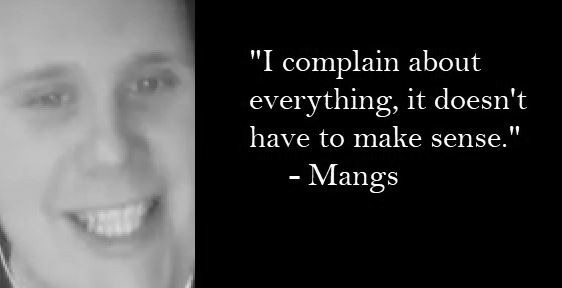 "I complain about
everything, it doesn't
have to make sense."
- Mangs